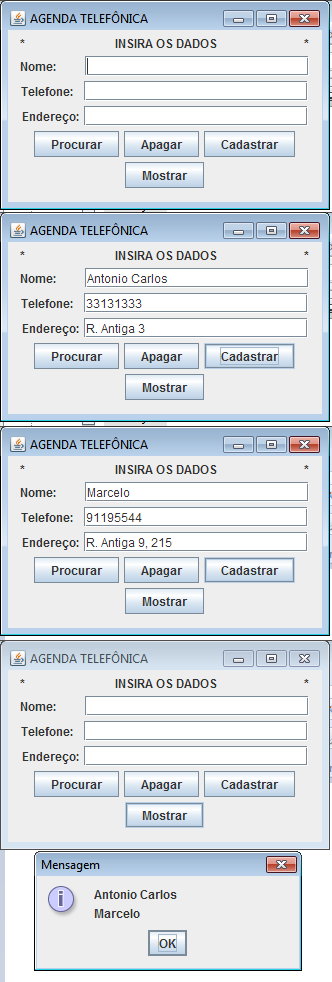 AGENDA TELEFÔNICA
* INSIRA OS DADOS *
Nome:
Telefone:
Endereço:
Procurar Apagar Cadastrar
Mostrar
AGENDA TELEFÔNICA
* INSIRA OS DADOS *
Nome: Antonio Carlos
Telefone: 33131333
Endereço: R. Antiga 3
Procurar Apagar Cadastrar
Mostrar
AGENDA TELEFÔNICA
* INSIRA OS DADOS *
Nome: Marcelo
Telefone: 91195544
Endereço: R. Antiga 9, 215
Procurar Apagar Cadastrar
Mostrar
AGENDA TELEFÔNICA
* INSIRA OS DADOS *
Nome:
Telefone:
Endereço:
Procurar Apagar Cadastrar
Mostrar
Mensagem
Antonio Carlos
Marcelo
OK